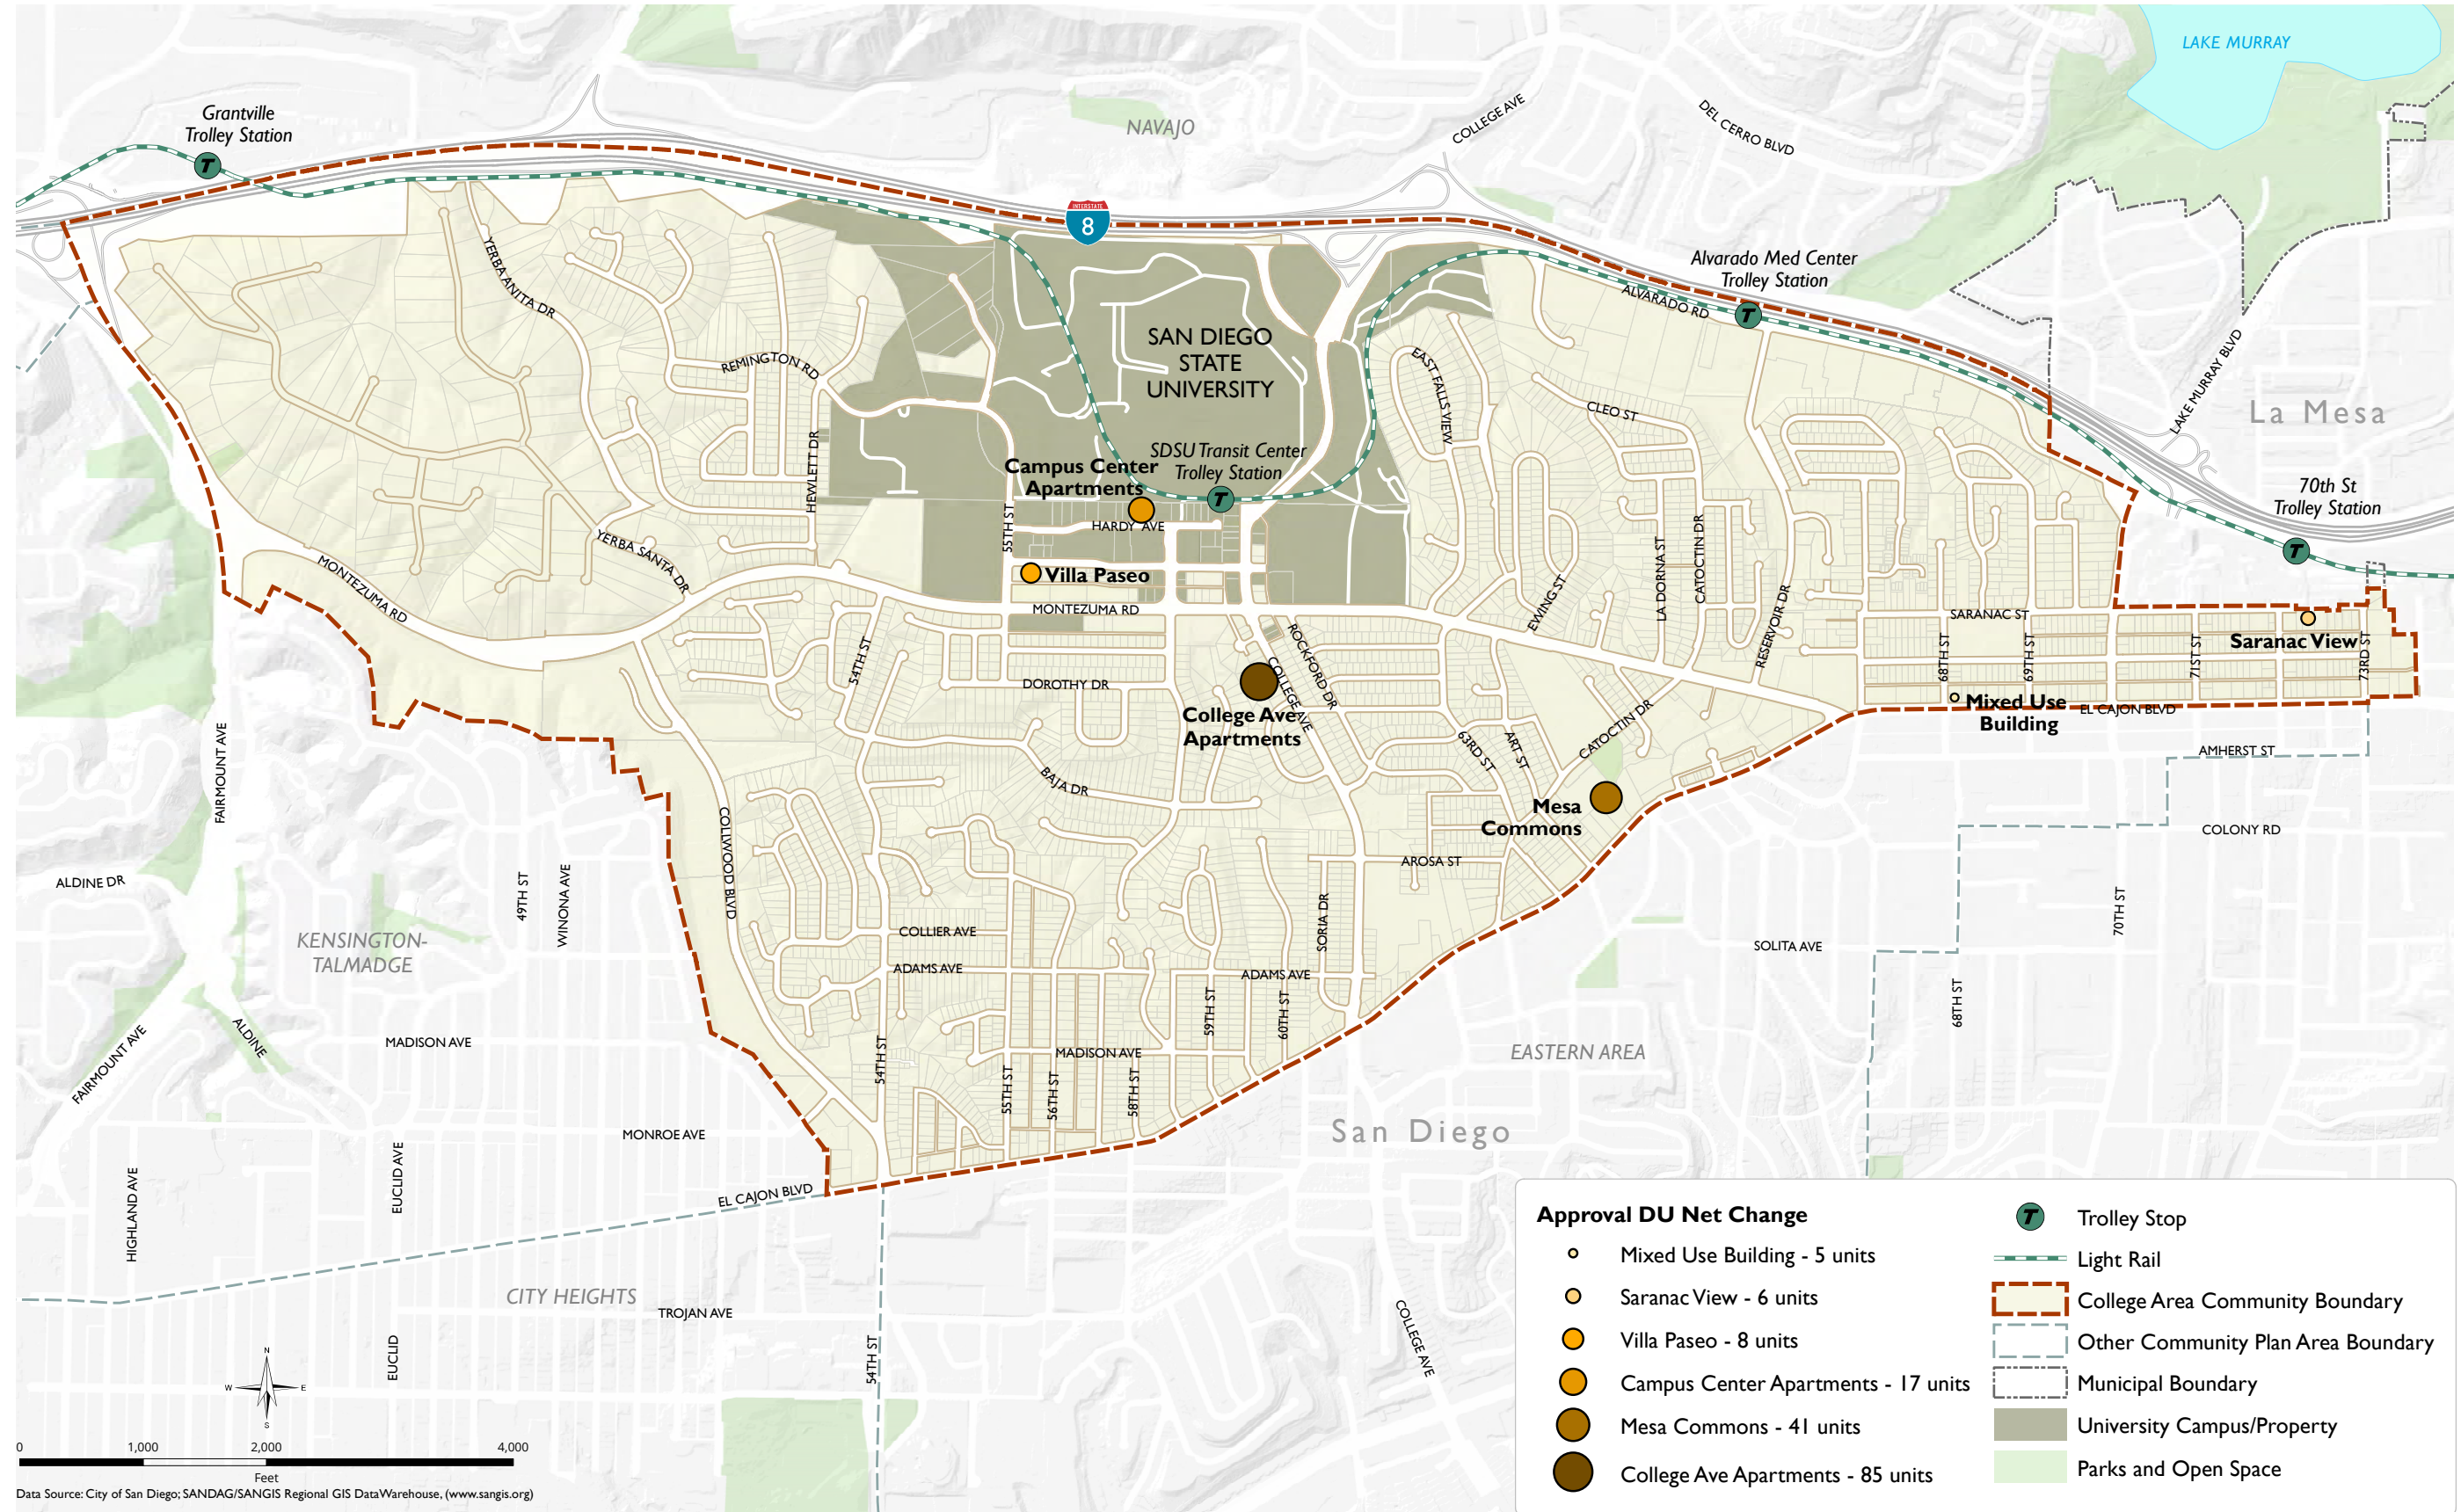 LAKE MURRAY
Grantville
Trolley Station
NAVAJO
COLLEGE AVE
DEL CERRO BLVD
INTERSTATE
8
Alvarado Med Center
Trolley Station
ALVARADO RD
YERBA ANITA DR
REMINGTON RD
SAN DIEGO
STATE
UNIVERSITY
EAST FALLS VIEW
CLEO ST
LAKE MURRAY BLVD
La Mesa
HEWLETT DR
Campus Center
Apartments
SDSU Transit Center
Trolley Station
70th St
Trolley Station
55TH ST
HARDY AVE
YERBA SANTA DR
MONTEZUMA RD
Villa Paseo
MONTEZUMA RD
EWING ST
LA DORNA ST
CATOCTIN DR
RESERVOIR DR
SARANAC ST
Saranac View
68TH ST
69TH ST
71ST ST
73RD ST
54TH ST
DOROTHY DR
COLLEGE AVE
ROCKFORD DR
College Ave
Apartments
Mixed Use
Building
EL CAJON BLVD
63RD ST
ART ST
CATOCTIN DR
AMHERST ST
FAIRMOUNT AVE
BAJA DR
Mesa
Commons
COLONY RD
COLLWOOD BLVD
AROSA ST
ALDINE DR
49TH ST
WINONA AVE
KENSINGTON-
TALMADGE
COLLIER AVE
SORIA DR
70TH ST
SOLITA AVE
ADAMS AVE
ADAMS AVE
59TH ST
60TH ST
68TH ST
FAIRMOUNT AVE
ALDINE
MADISON AVE
54TH ST
MADISON AVE
EASTERN AREA
55TH ST
56TH ST
58TH ST
San Diego
MONROE AVE
HIGHLAND AVE
EUCLID AVE
EL CAJON BLVD
CITY HEIGHTS
TROJAN AVE
EUCLID
54TH ST
COLLEGE AVE
N
W
E
S
0
1,000
2,000
4,000
Feet
Data Source: City of San Diego; SANDAG/SANGIS Regional GIS DataWarehouse, (www.sangis.org)
Approval DU Net Change
Mixed Use Building - 5 units
Saranac View - 6 units
Villa Paseo - 8 units
Campus Center Apartments - 17 units
Mesa Commons - 41 units
College Ave Apartments - 85 units
T
Trolley Stop
Light Rail
College Area Community Boundary
Other Community Plan Area Boundary
Municipal Boundary
University Campus/Property
Parks and Open Space